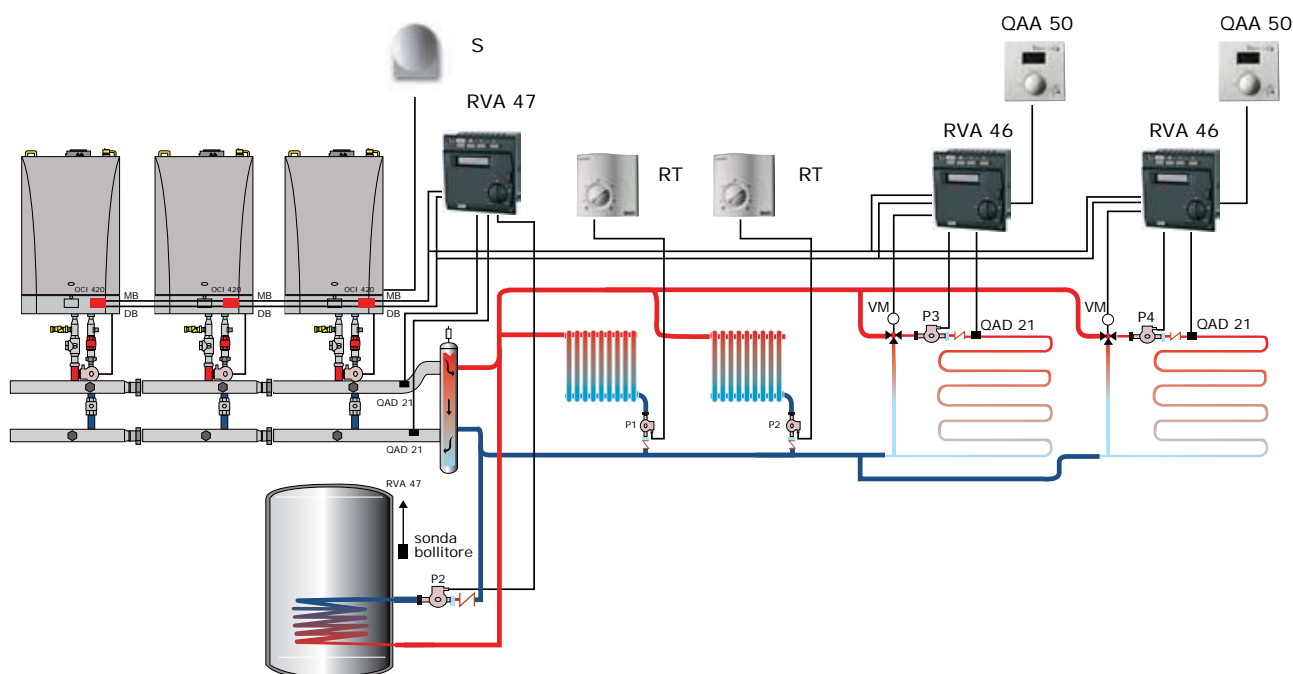 QAA 50
QAA 50
S
RVA 47
RVA 46
RVA 46
RT
RT
OCI 420
OCI 420
OCI 420
MB
MB
MB
DB
DB
DB
VM
P3
QAD 21
VM
P4
QAD 21
QAD 21
P1
P2
QAD 21
RVA 47
sonda
bollitore
P2